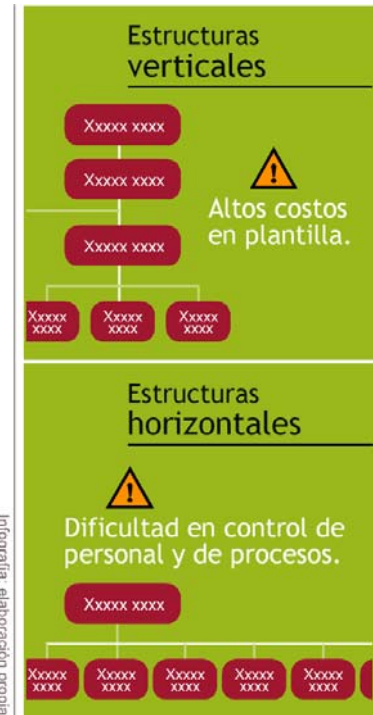 Estructuras
verticales
Xxxxx xxxx
Xxxxx xxxx
Altos costos
en plantilla.
Xxxxx xxxx
Xxxxx
xxxx
Xxxxx
xxxx
Xxxxx
xxxx
Estructuras
horizontales
Dificultad en control de
personal y de procesos.
Xxxxx xxxx
Xxxxx
xxxx
Xxxxx
xxxx
Xxxxx
xxxx
Xxxxx
xxxx
Xxxxx
xxxx
Infografía: elaboración propia